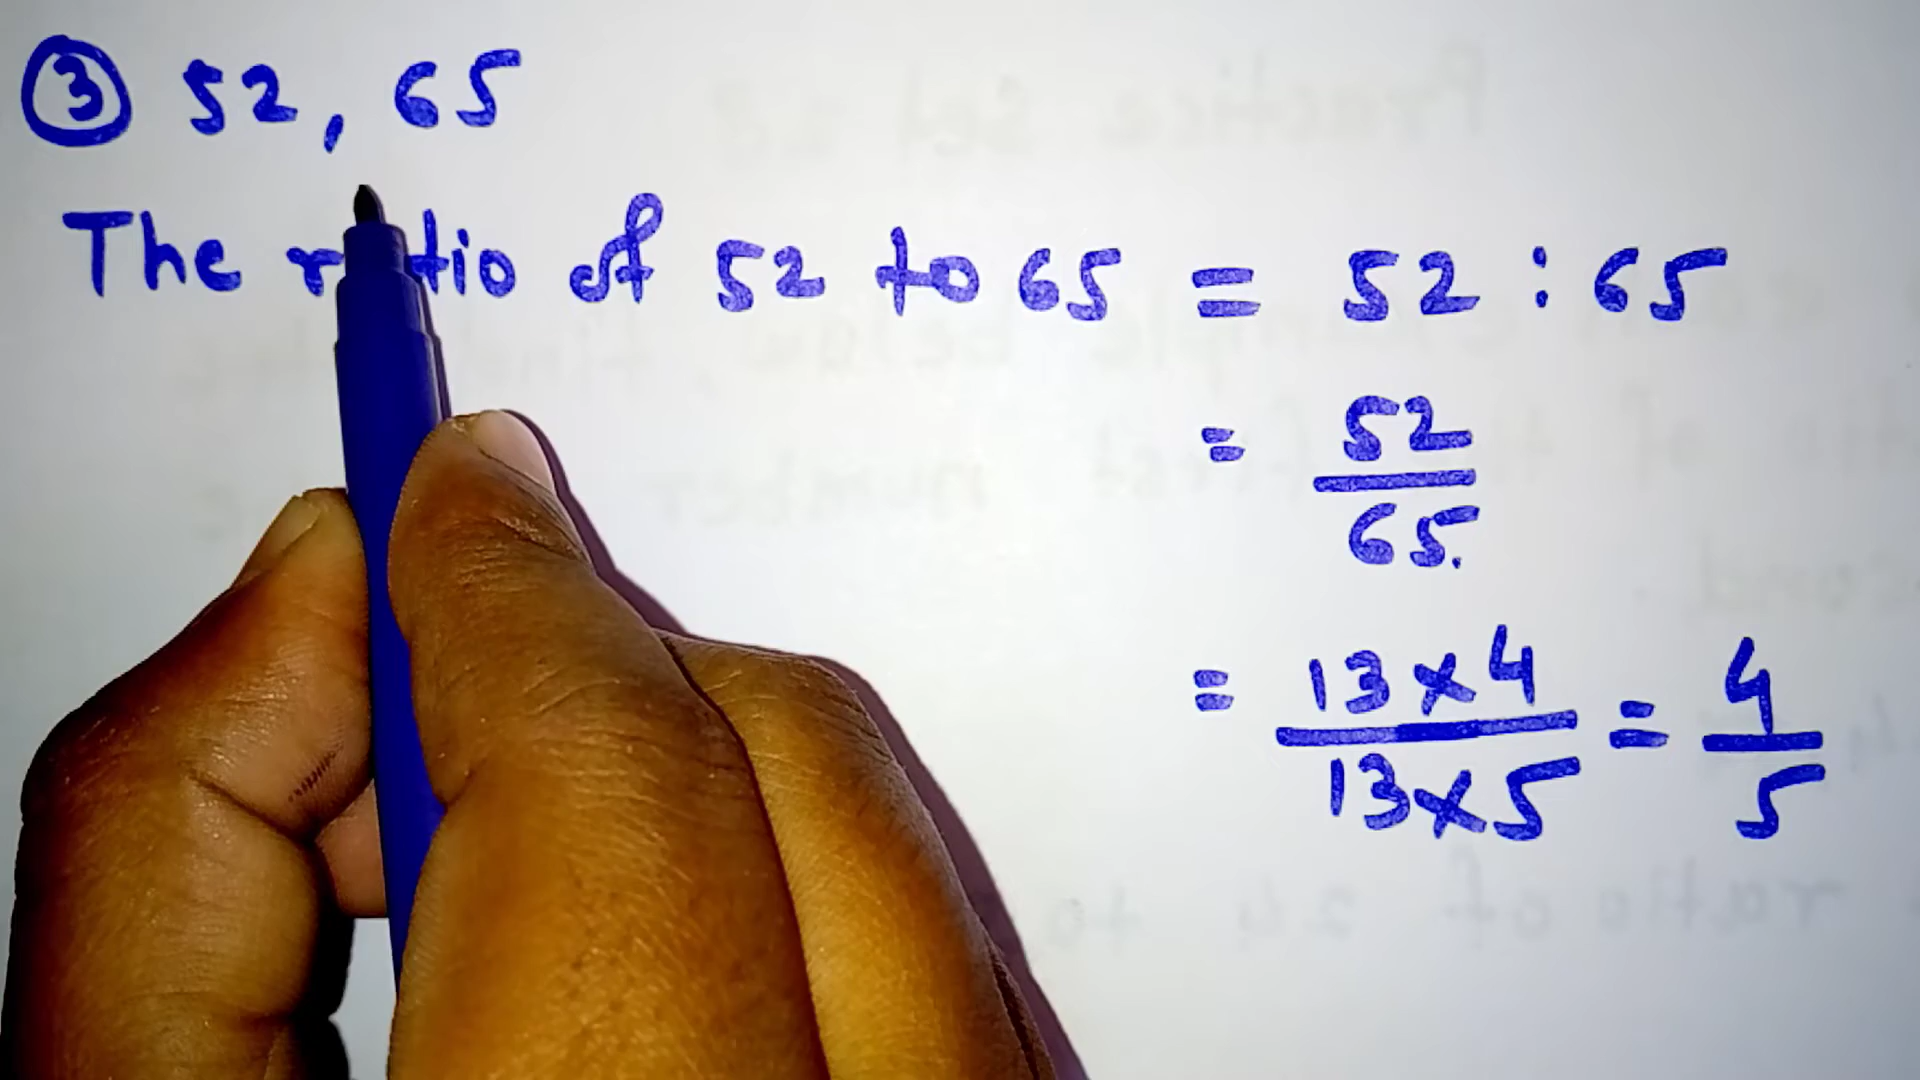 ③ 52, 65
The ratio of 52 to 65 = 52 : 65
= 52/65
= 13×4/13×5 = 4/5